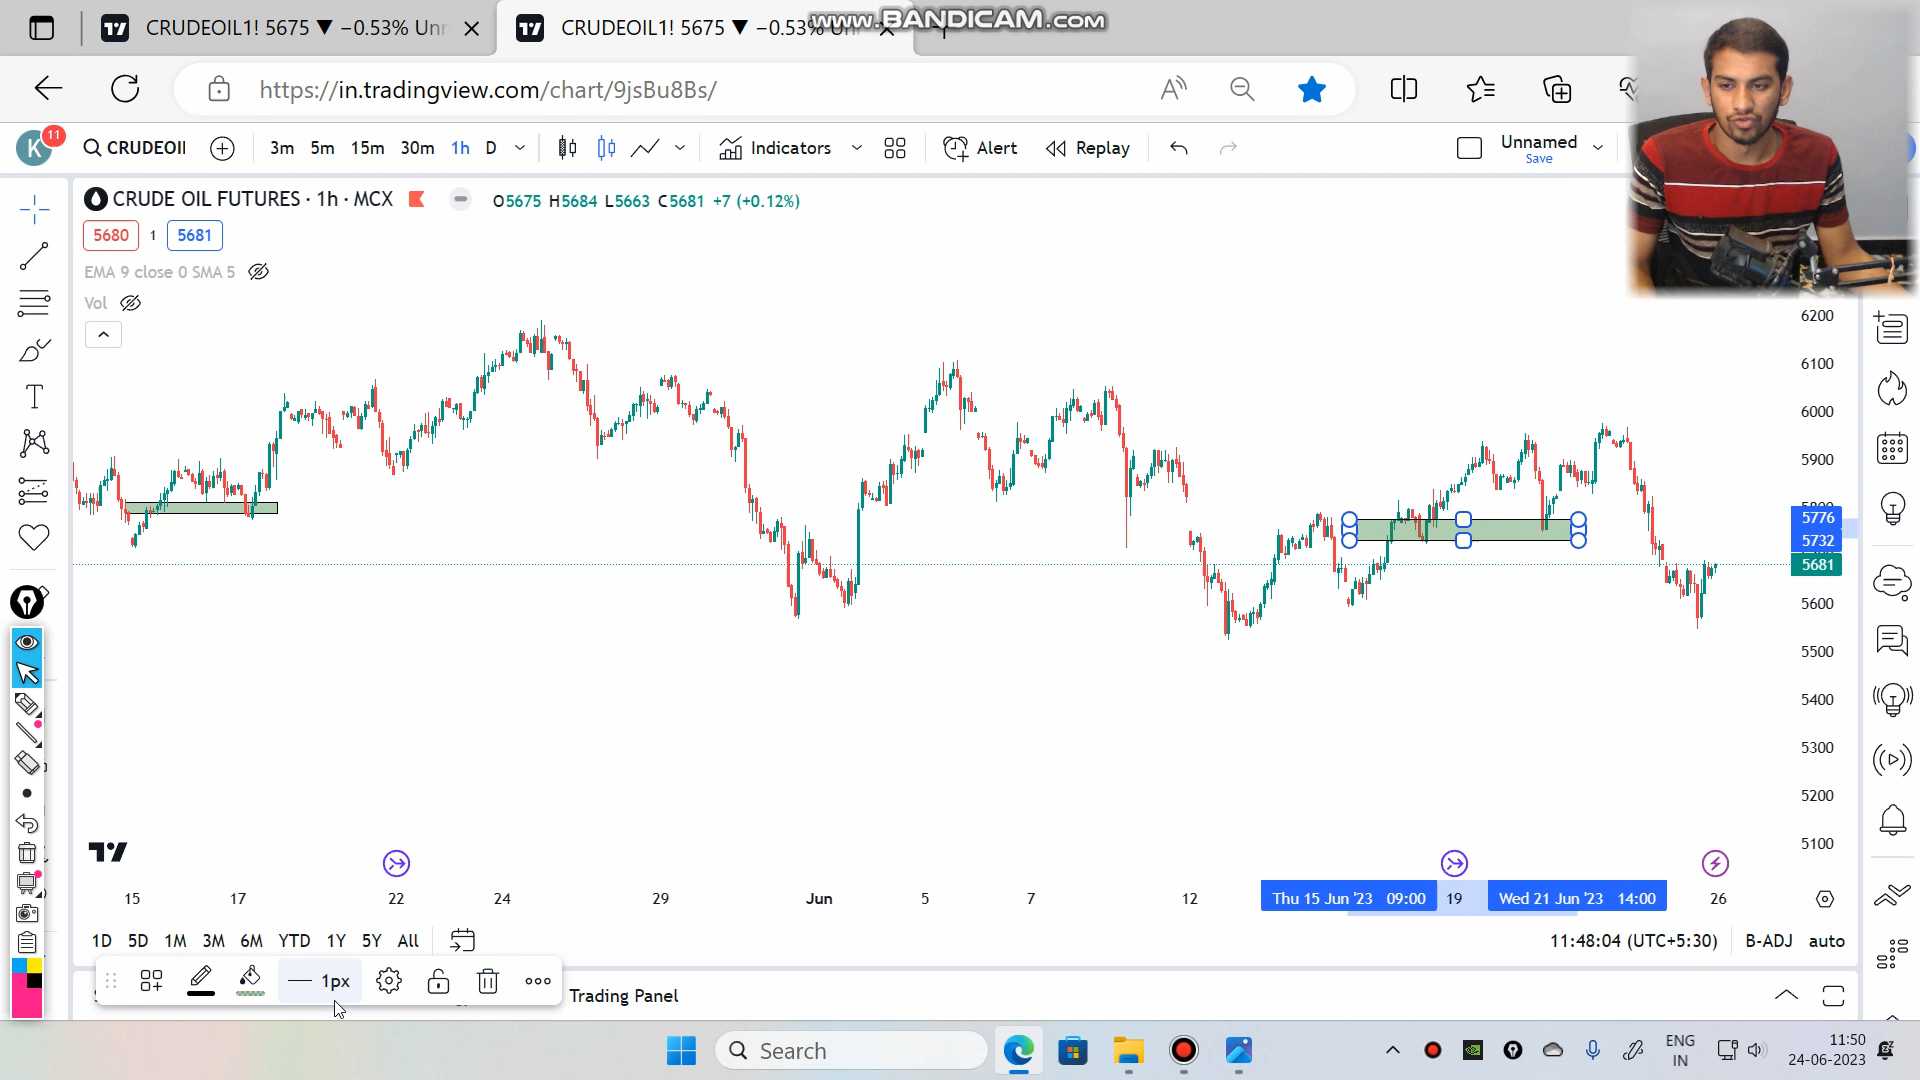 CRUDEOIL1! 5675 ▼ −0.53% Unn
CRUDEOIL1! 5675 ▼ −0.53% Un
www.BANDICAM.com
https://in.tradingview.com/chart/9jsBu8Bs/
K
11
CRUDEOI
3m 5m 15m 30m 1h D
Indicators
Alert
Replay
Unnamed
Save
CRUDE OIL FUTURES · 1h · MCX
O5675 H5684 L5663 C5681 +7 (+0.12%)
5680 1 5681
EMA 9 close 0 SMA 5
Vol
6200
6100
6000
5900
5776
5732
5681
5600
5500
5400
5300
5200
5100
15 17 22 24 29 Jun 5 7 12 Thu 15 Jun '23 09:00 19 Wed 21 Jun '23 14:00 26
1D 5D 1M 3M 6M YTD 1Y 5Y All
11:48:04 (UTC+5:30) B-ADJ auto
1px
Trading Panel
Search
ENG
IN
11:50
24-06-2023